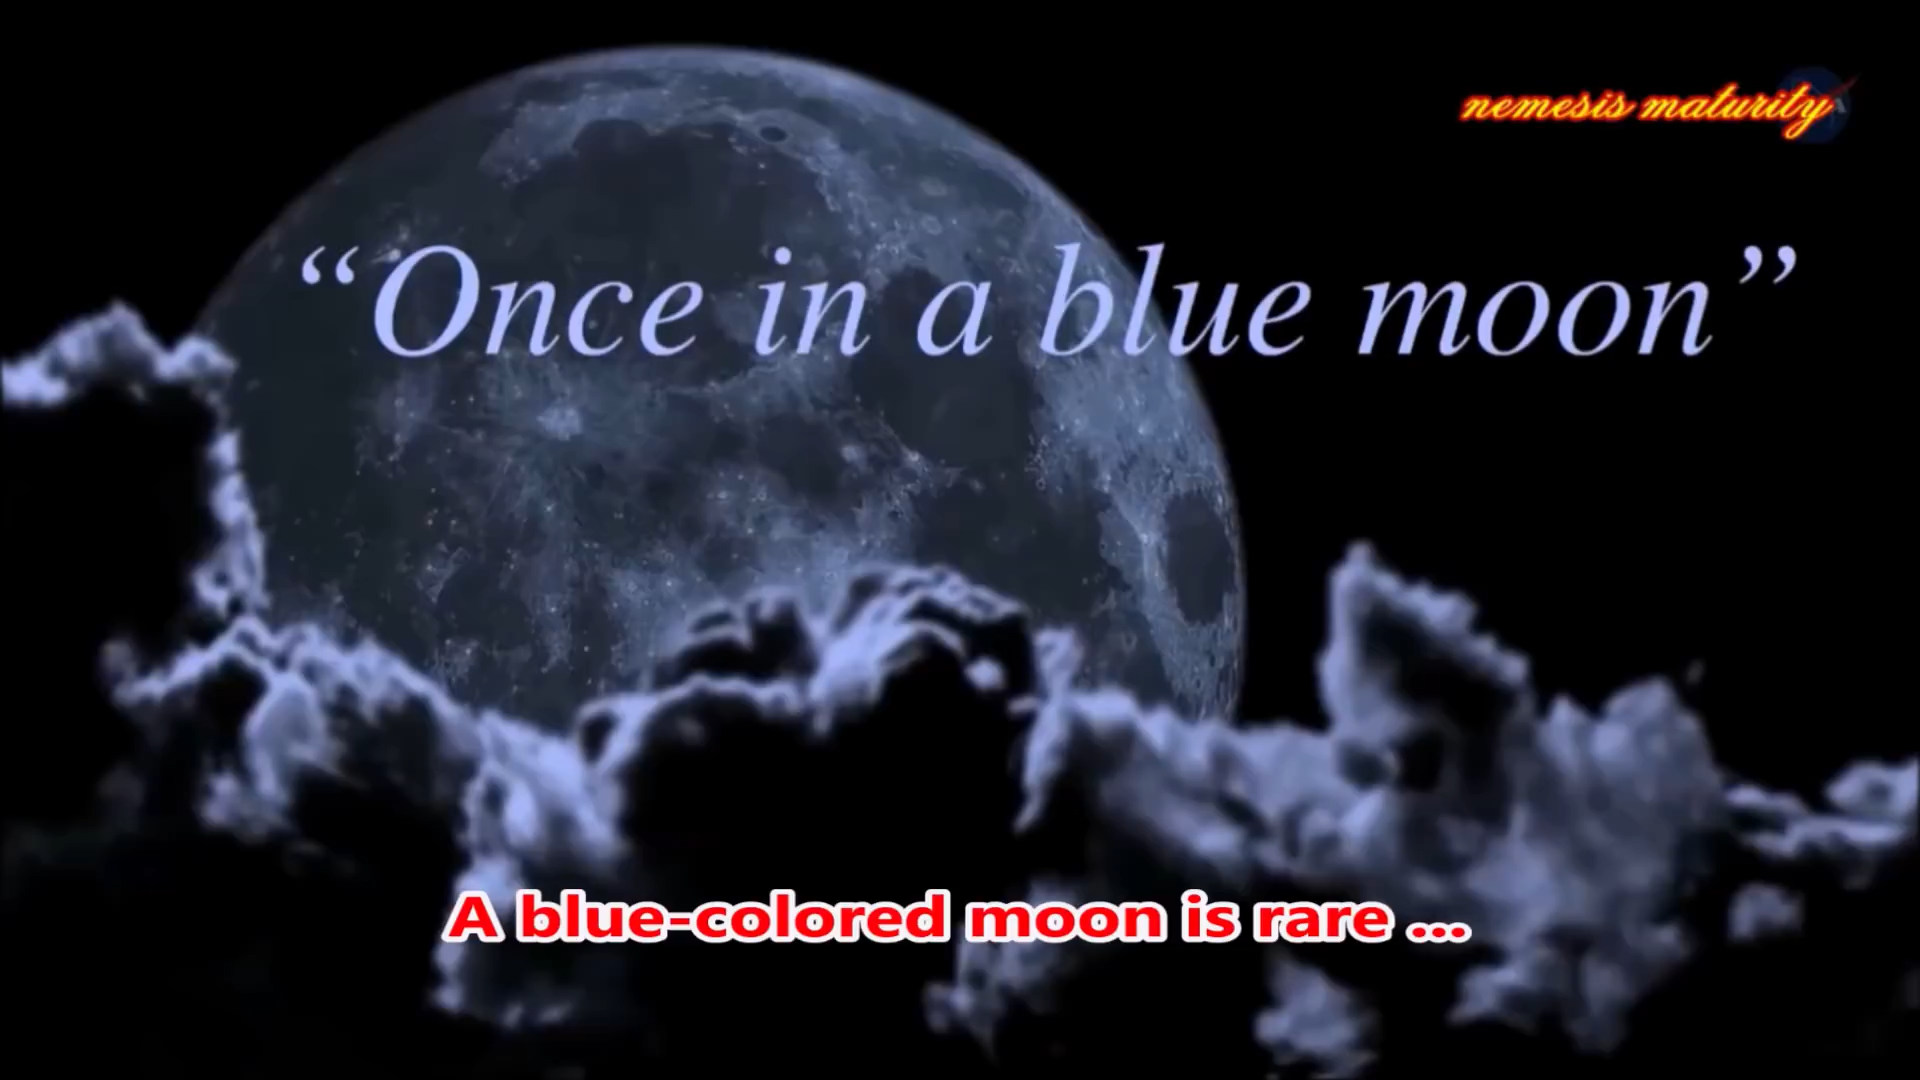 nemesis maturity
“Once in a blue moon”
A blue-colored moon is rare ...